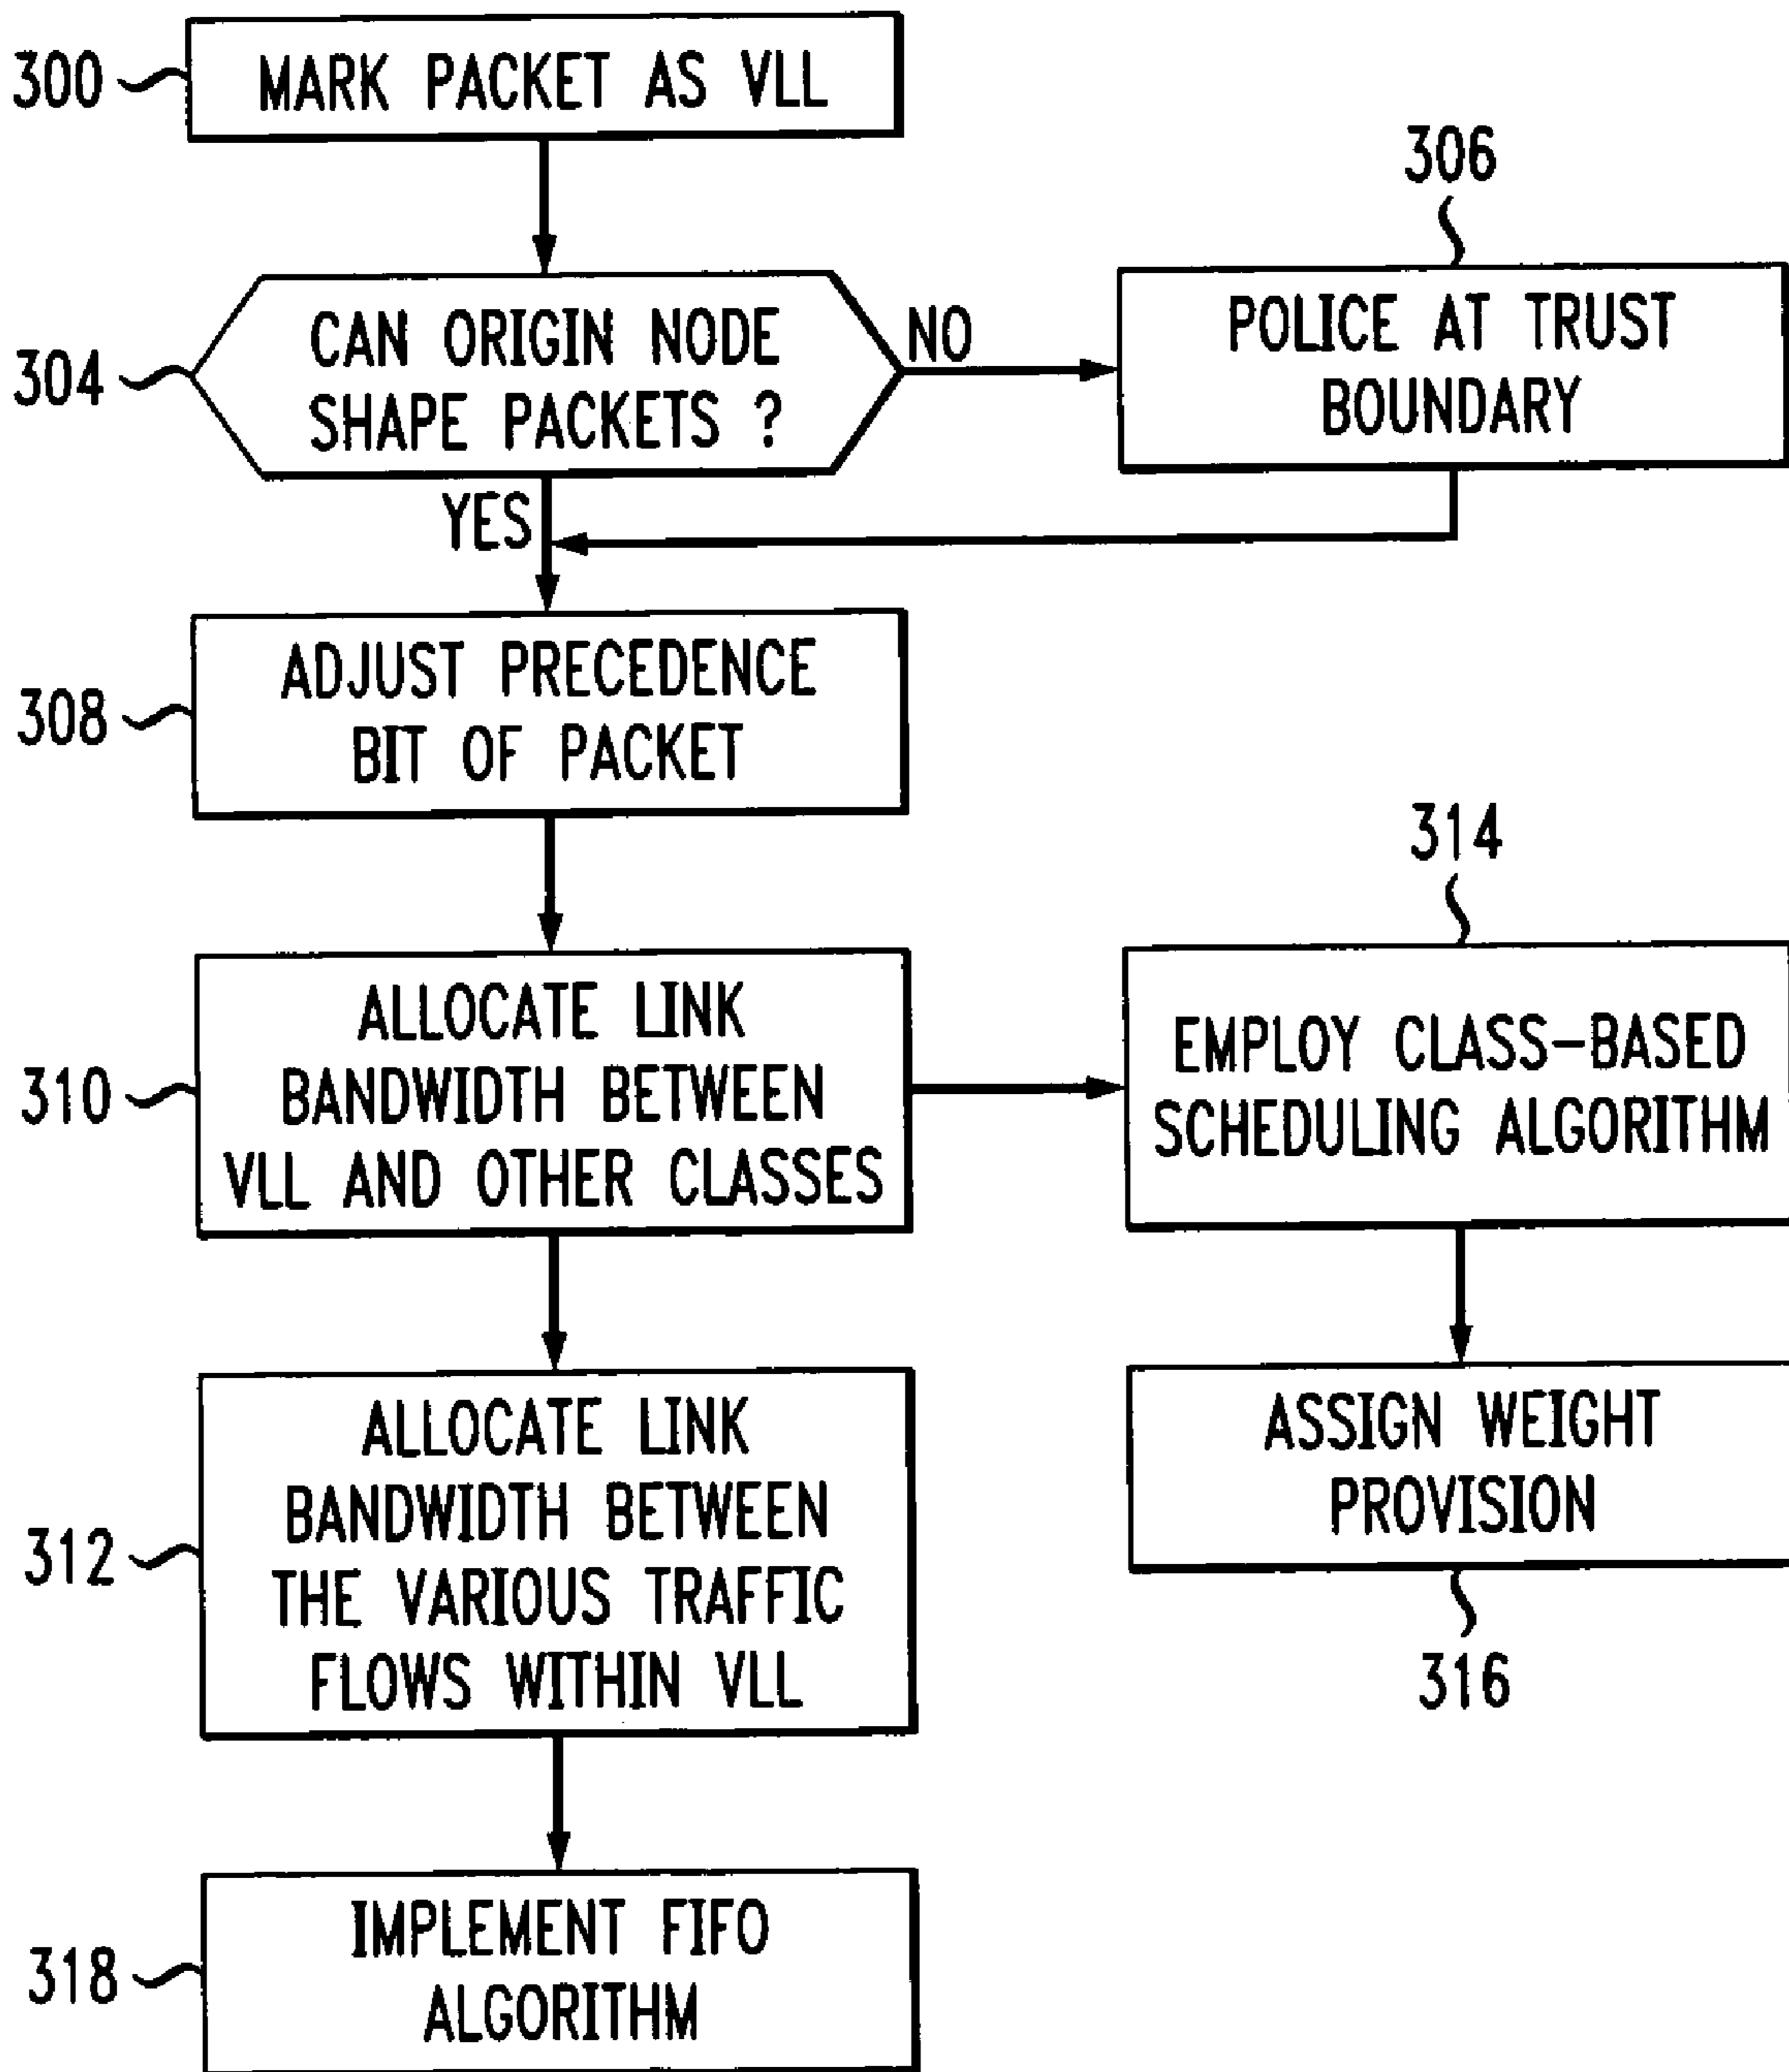 300
MARK PACKET AS VLL
304
CAN ORIGIN NODE
SHAPE PACKETS ?
NO
306
POLICE AT TRUST
BOUNDARY
YES
308
ADJUST PRECEDENCE
BIT OF PACKET
310
ALLOCATE LINK
BANDWIDTH BETWEEN
VLL AND OTHER CLASSES
314
EMPLOY CLASS-BASED
SCHEDULING ALGORITHM
312
ALLOCATE LINK
BANDWIDTH BETWEEN
THE VARIOUS TRAFFIC
FLOWS WITHIN VLL
ASSIGN WEIGHT
PROVISION
316
318
IMPLEMENT FIFO
ALGORITHM